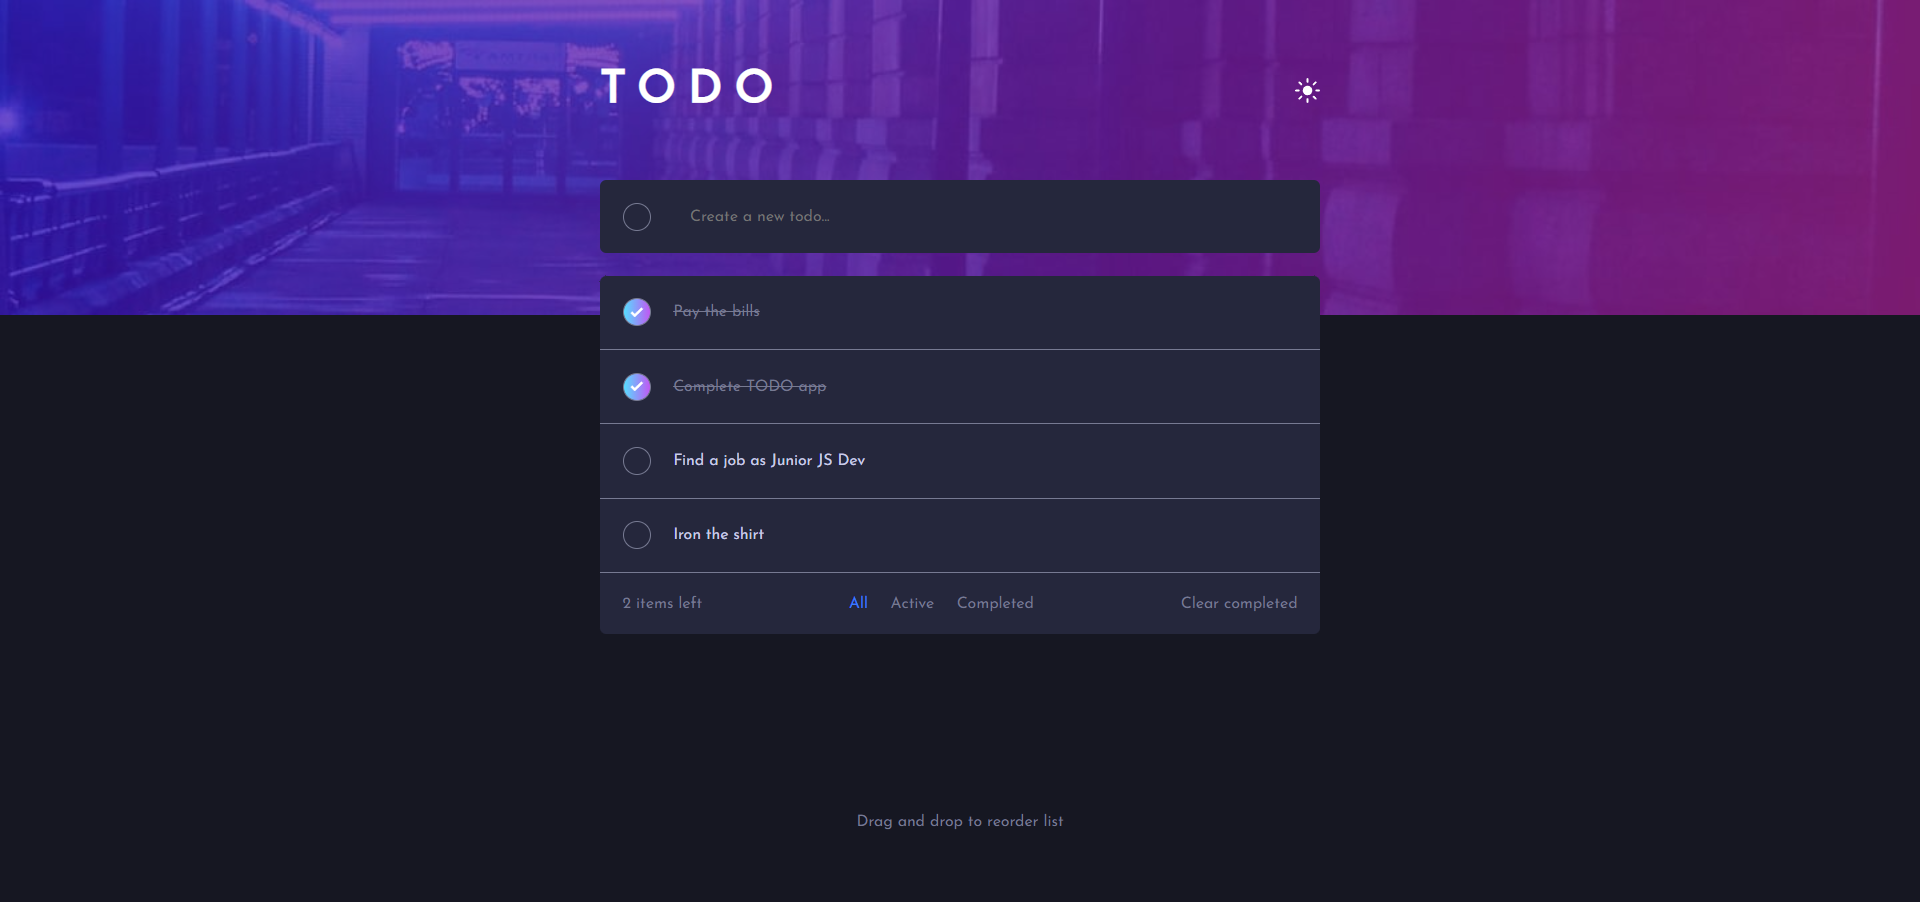 TODO
Create a new todo...
Pay the bills
Complete TODO app
Find a job as Junior JS Dev
Iron the shirt
2 items left All Active Completed Clear completed
Drag and drop to reorder list